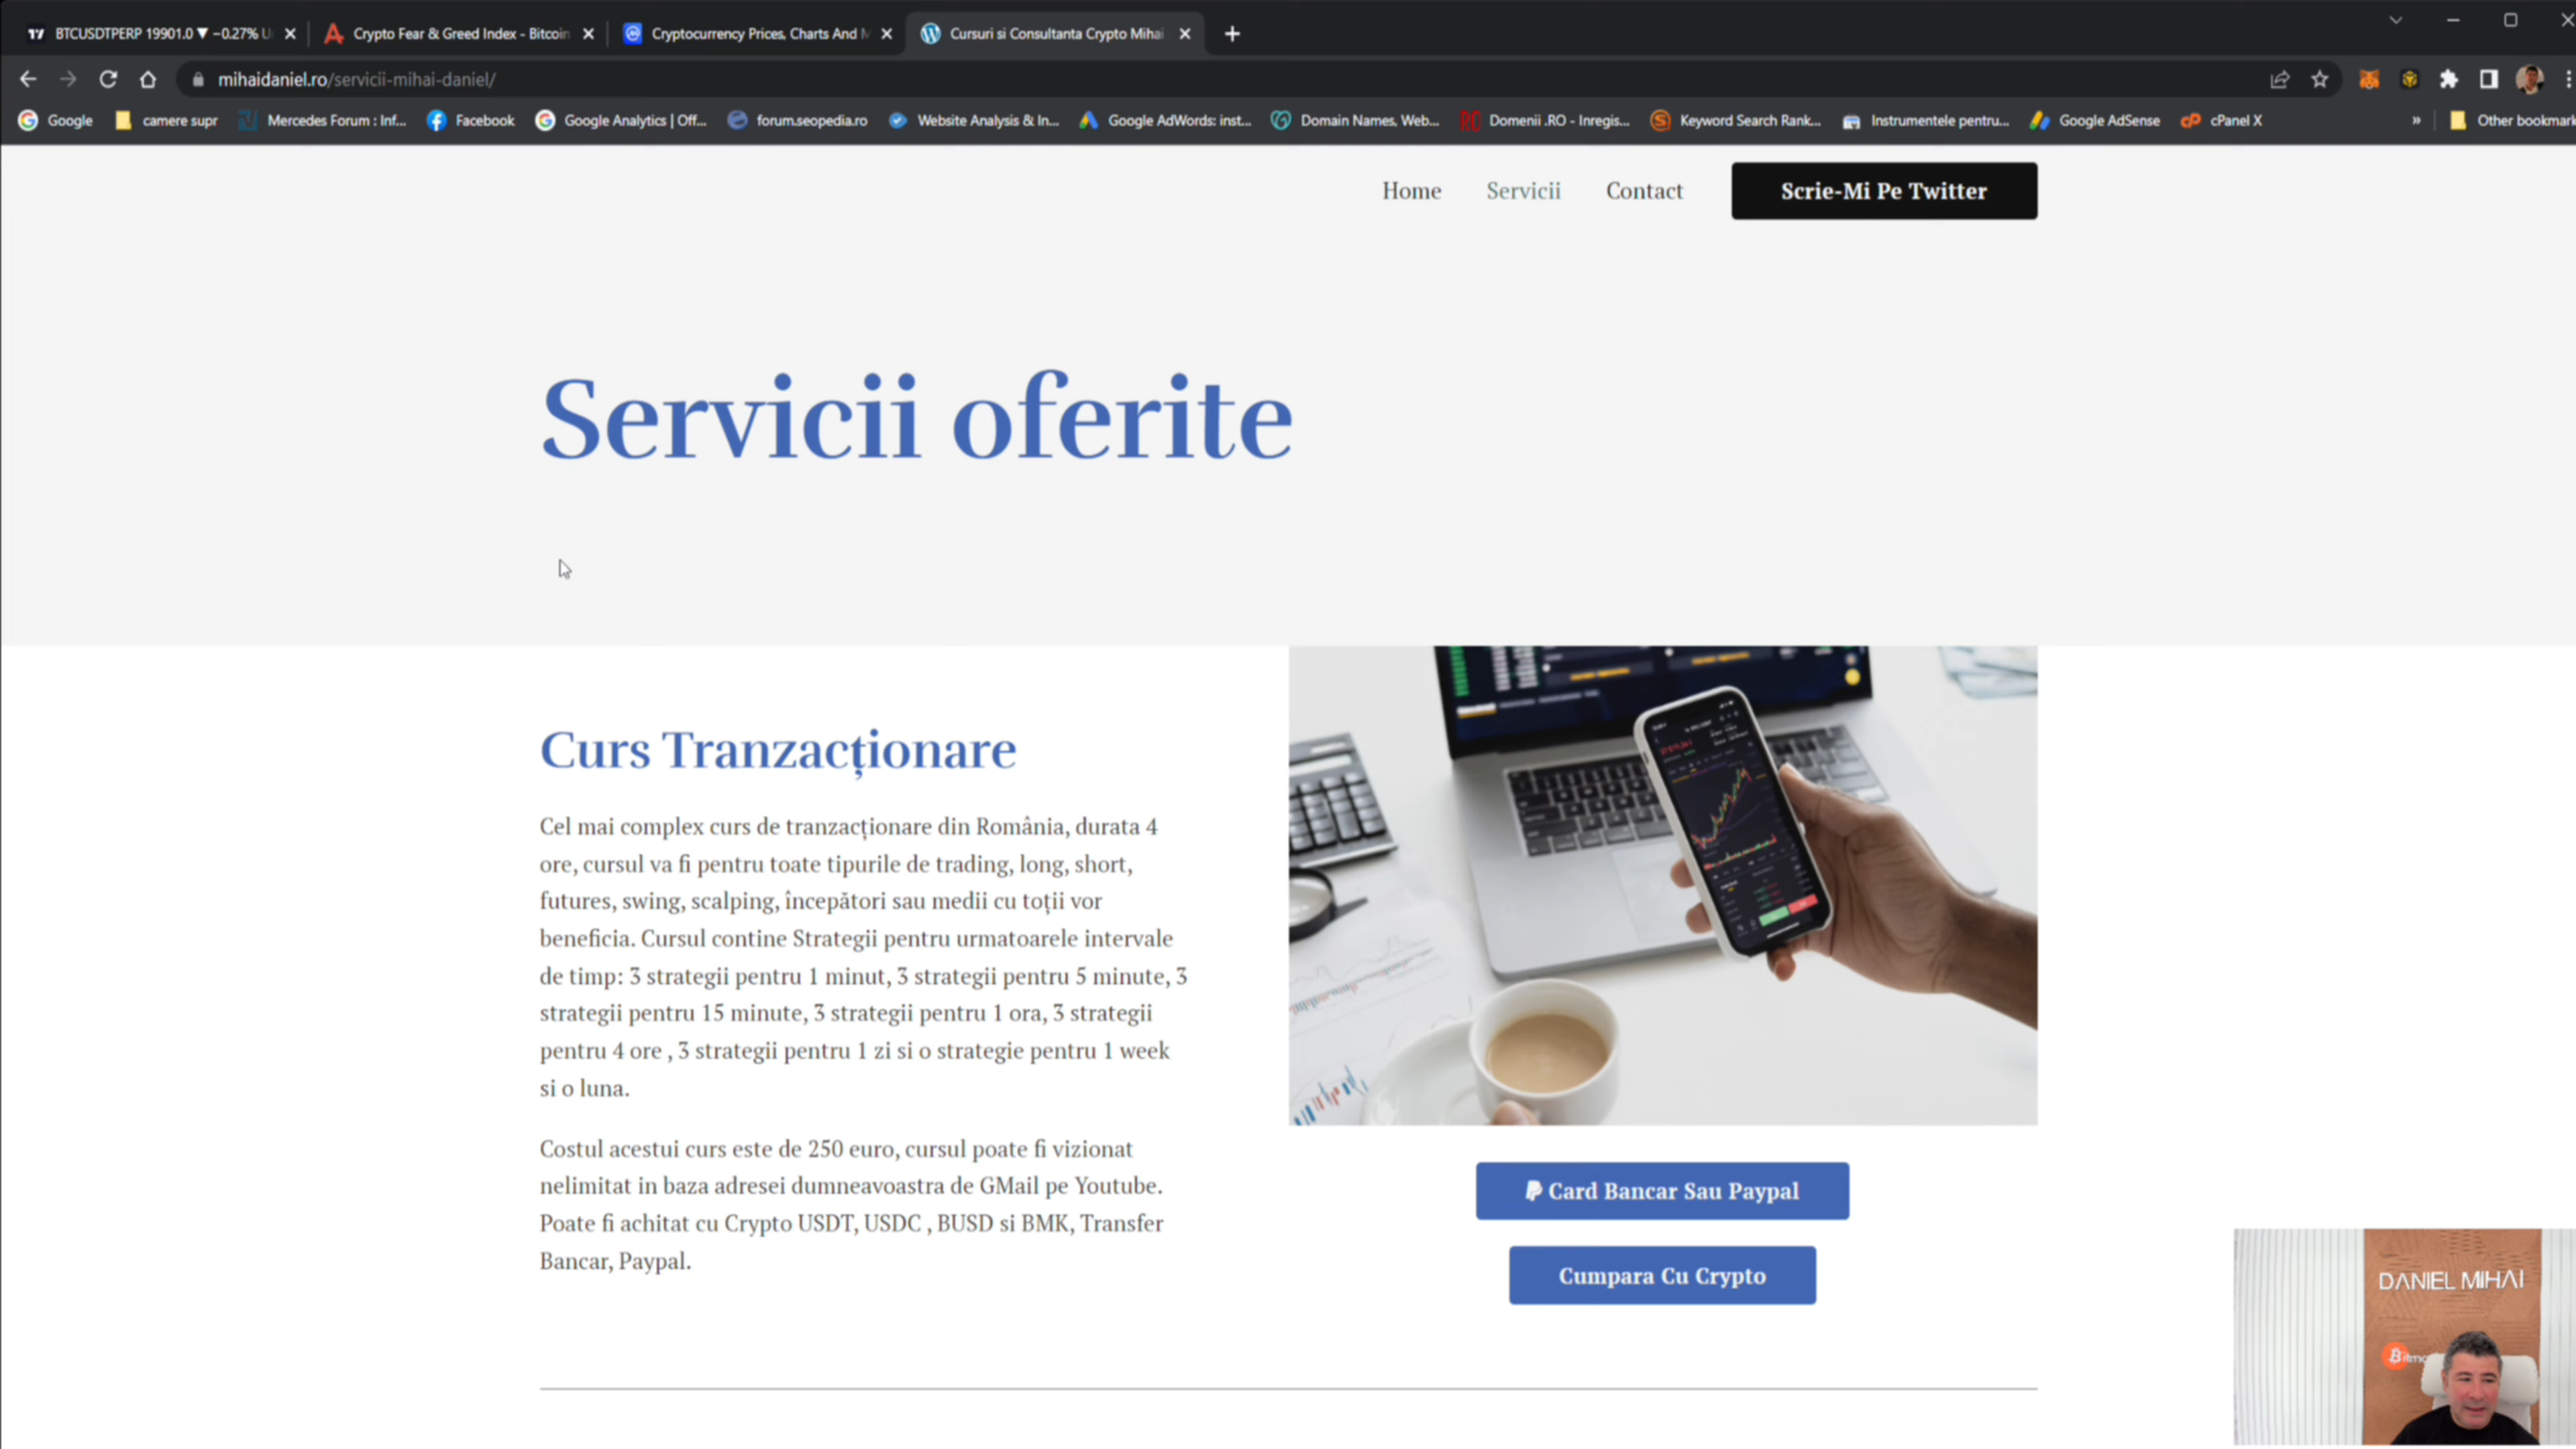 BTCUSDTPERP 19901.0 ▼ −0.27% U
Crypto Fear & Greed Index - Bitcoin
Cryptocurrency Prices, Charts And M
Cursuri si Consultanta Crypto Mihai
mihaidaniel.ro/servicii-mihai-daniel/
Google
camere supr
Mercedes Forum : Inf...
Facebook
Google Analytics | Off...
forum.seopedia.ro
Website Analysis & In...
Google AdWords: inst...
Domain Names, Web...
Domenii .RO - Inregis...
Keyword Search Rank...
Instrumentele pentru...
Google AdSense
cPanel X
»
Other bookmark
Home
Servicii
Contact
Scrie-Mi Pe Twitter
Servicii oferite
Curs Tranzacționare
Cel mai complex curs de tranzacționare din România, durata 4
ore, cursul va fi pentru toate tipurile de trading, long, short,
futures, swing, scalping, începători sau medii cu toții vor
beneficia. Cursul contine Strategii pentru urmatoarele intervale
de timp: 3 strategii pentru 1 minut, 3 strategii pentru 5 minute, 3
strategii pentru 15 minute, 3 strategii pentru 1 ora, 3 strategii
pentru 4 ore , 3 strategii pentru 1 zi si o strategie pentru 1 week
si o luna.
Costul acestui curs este de 250 euro, cursul poate fi vizionat
nelimitat in baza adresei dumneavoastra de GMail pe Youtube.
Poate fi achitat cu Crypto USDT, USDC , BUSD si BMK, Transfer
Bancar, Paypal.
Card Bancar Sau Paypal
Cumpara Cu Crypto
DANIEL MIHAI